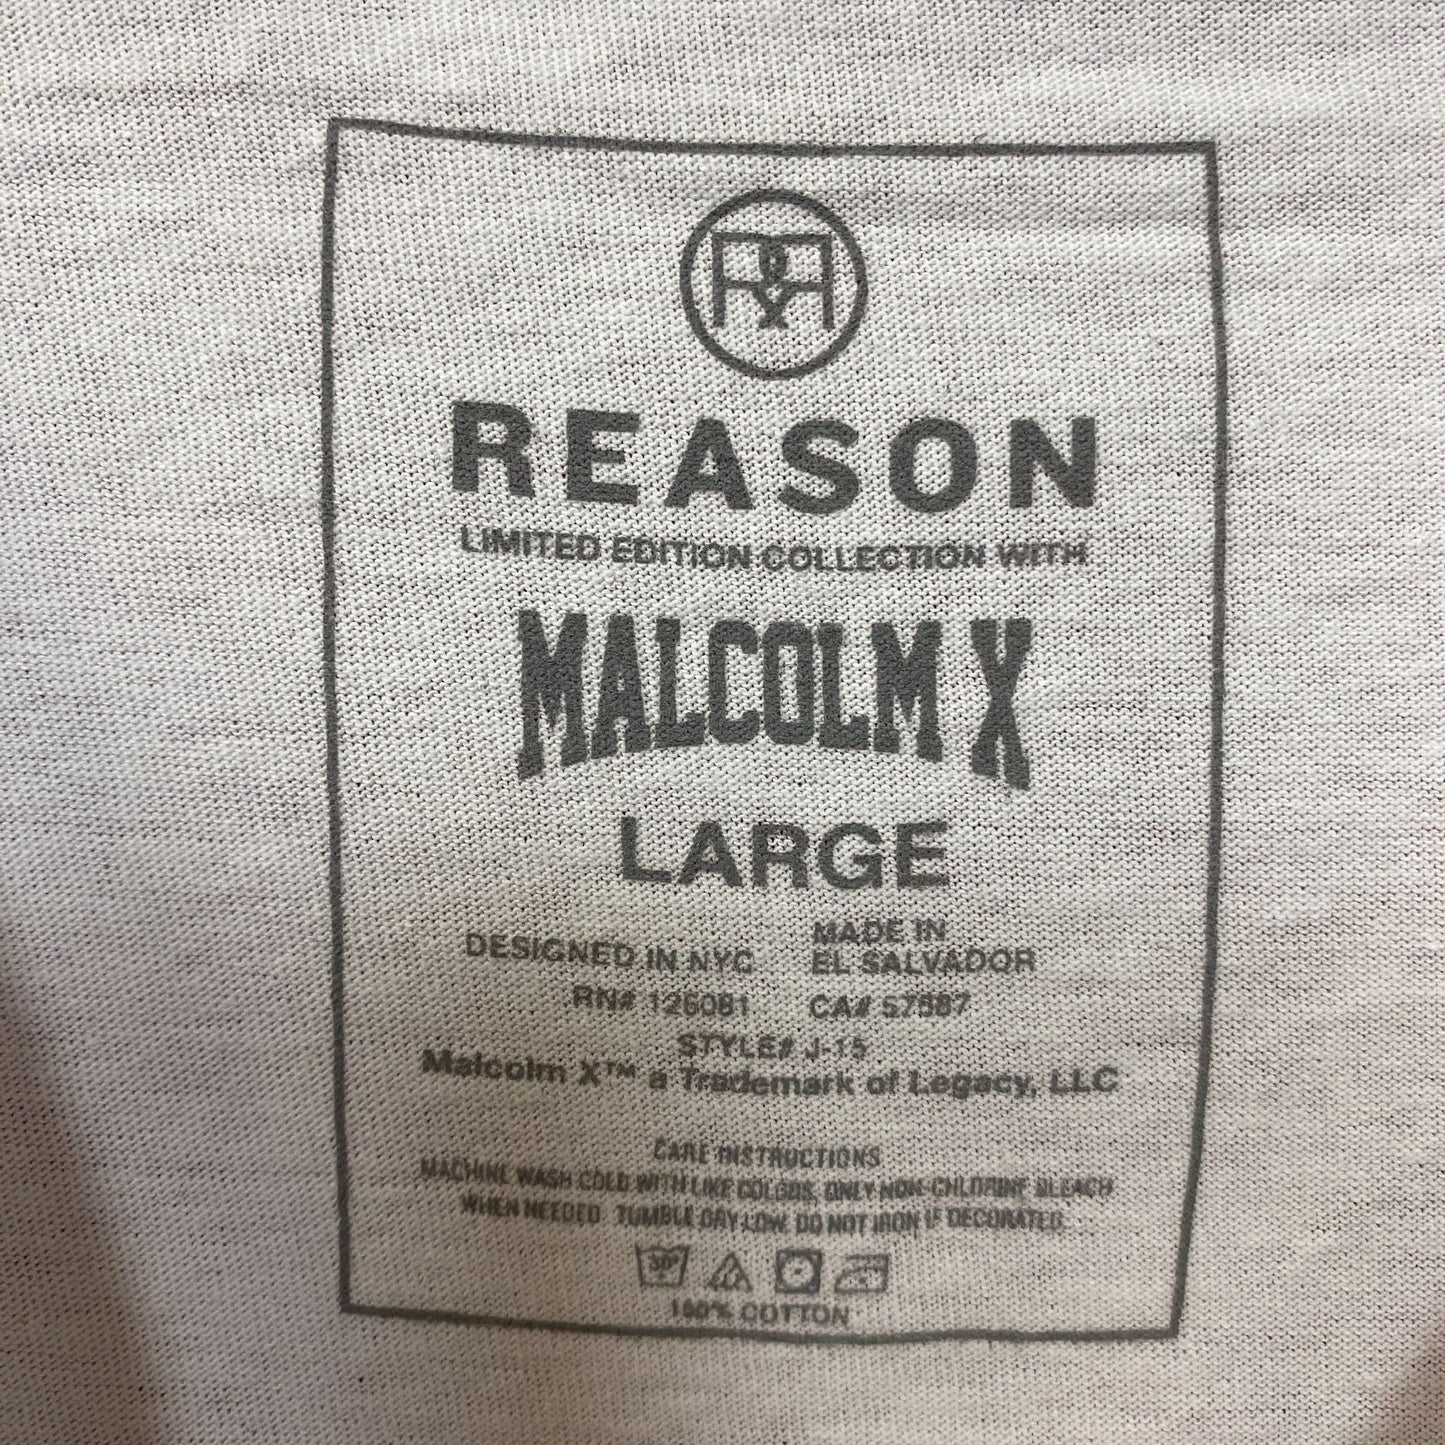 REASON
LIMITED EDITION COLLECTION WITH
MALCOLM X
LARGE
DESIGNED IN NYC
MADE IN
EL SALVADOR
RN# 126081 CA# 57587
STYLE# J-15
Malcolm X™ a Trademark of Legacy, LLC
CARE INSTRUCTIONS
MACHINE WASH COLD WITH LIKE COLORS, ONLY NON-CHLORINE BLEACH
WHEN NEEDED. TUMBLE DRY LOW. DO NOT IRON IF DECORATED.
30°
100% COTTON